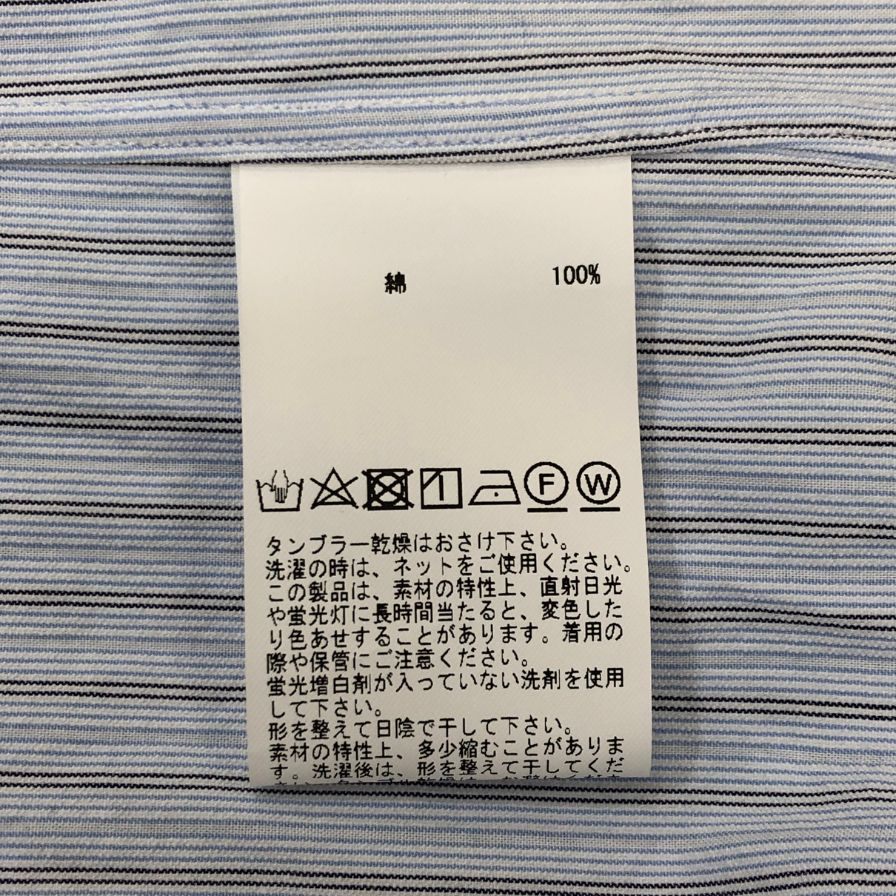 綿 100%
F W
タンブラー乾燥はおさけ下さい。
洗濯の時は、ネットをご使用ください。
この製品は、素材の特性上、直射日光
や蛍光灯に長時間当たると、変色した
り色あせすることがあります。着用の
際や保管にご注意ください。
蛍光増白剤が入っていない洗剤を使用
して下さい。
形を整えて日陰で干して下さい。
素材の特性上、多少縮むことがありま
す。洗濯後は、形を整えて干してくだ